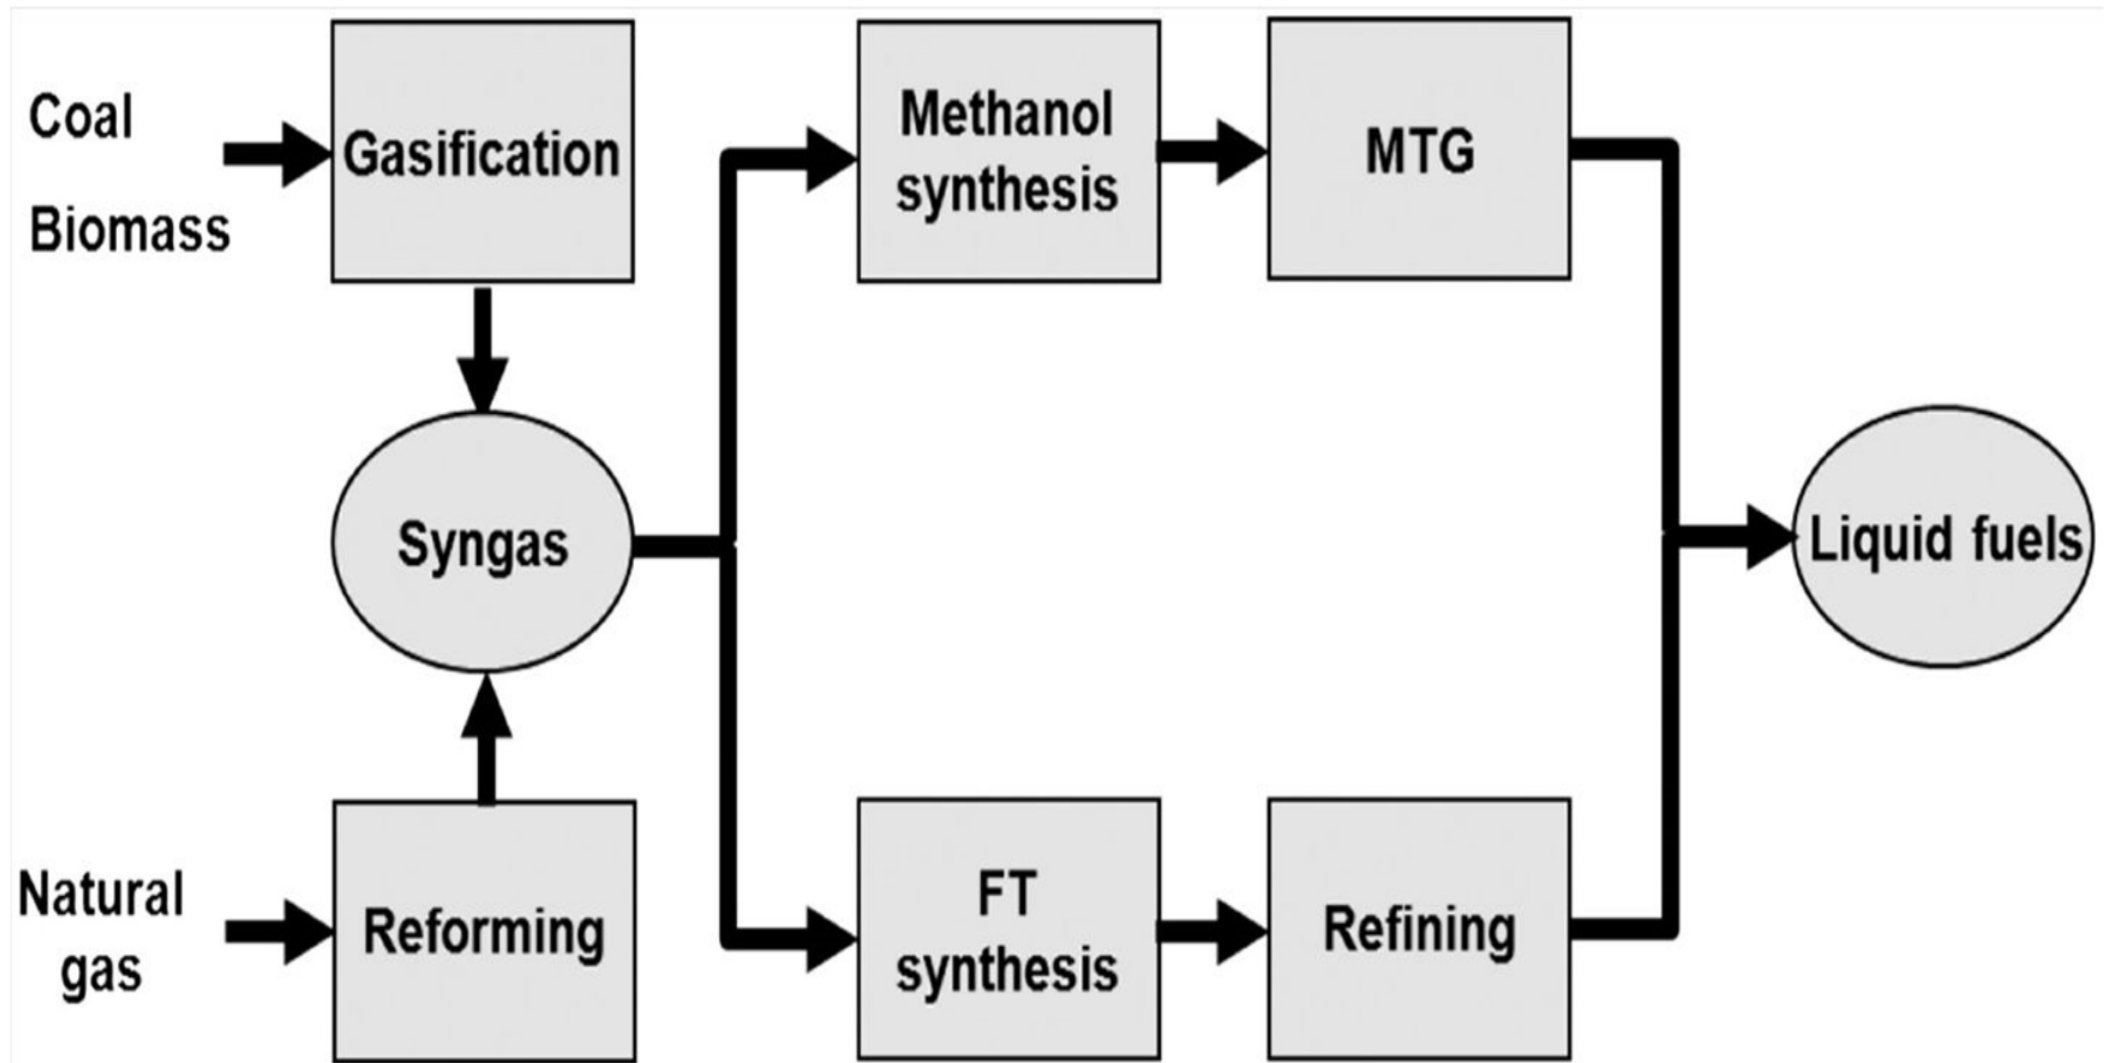 Coal
Biomass
Gasification
Methanol
synthesis
MTG
Syngas
Liquid fuels
Natural
gas
Reforming
FT
synthesis
Refining